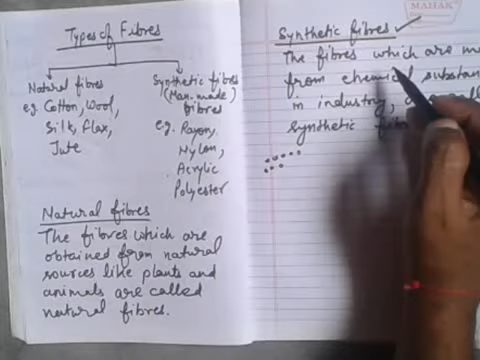 Types of Fibres
Natural fibres
eg. Cotton, Wool,
Silk, Flax,
Jute
Synthetic fibres
(Man-made)
fibres
eg. Rayon,
Nylon,
Acrylic
Polyester
Natural fibres
The fibres which are
obtained from natural
sources like plants and
animals are called
natural fibres.
MAHAK
Synthetic fibres
The fibres which are
from chemical
in industry,
Synthetic